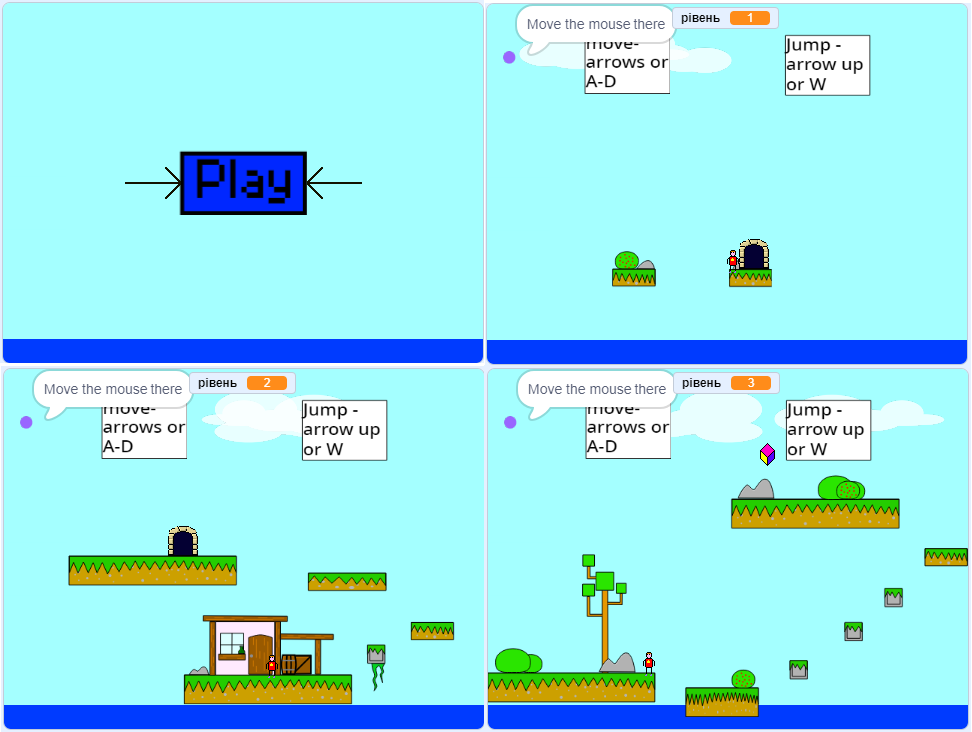 Play
Move the mouse there
рівень 1
move-
arrows or
A-D
Jump -
arrow up
or W
Move the mouse there
рівень 2
move-
arrows or
A-D
Jump -
arrow up
or W
Move the mouse there
рівень 3
move-
arrows or
A-D
Jump -
arrow up
or W